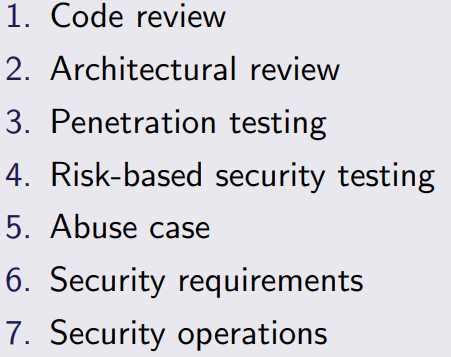 1. Code review
2. Architectural review
3. Penetration testing
4. Risk-based security testing
5. Abuse case
6. Security requirements
7. Security operations